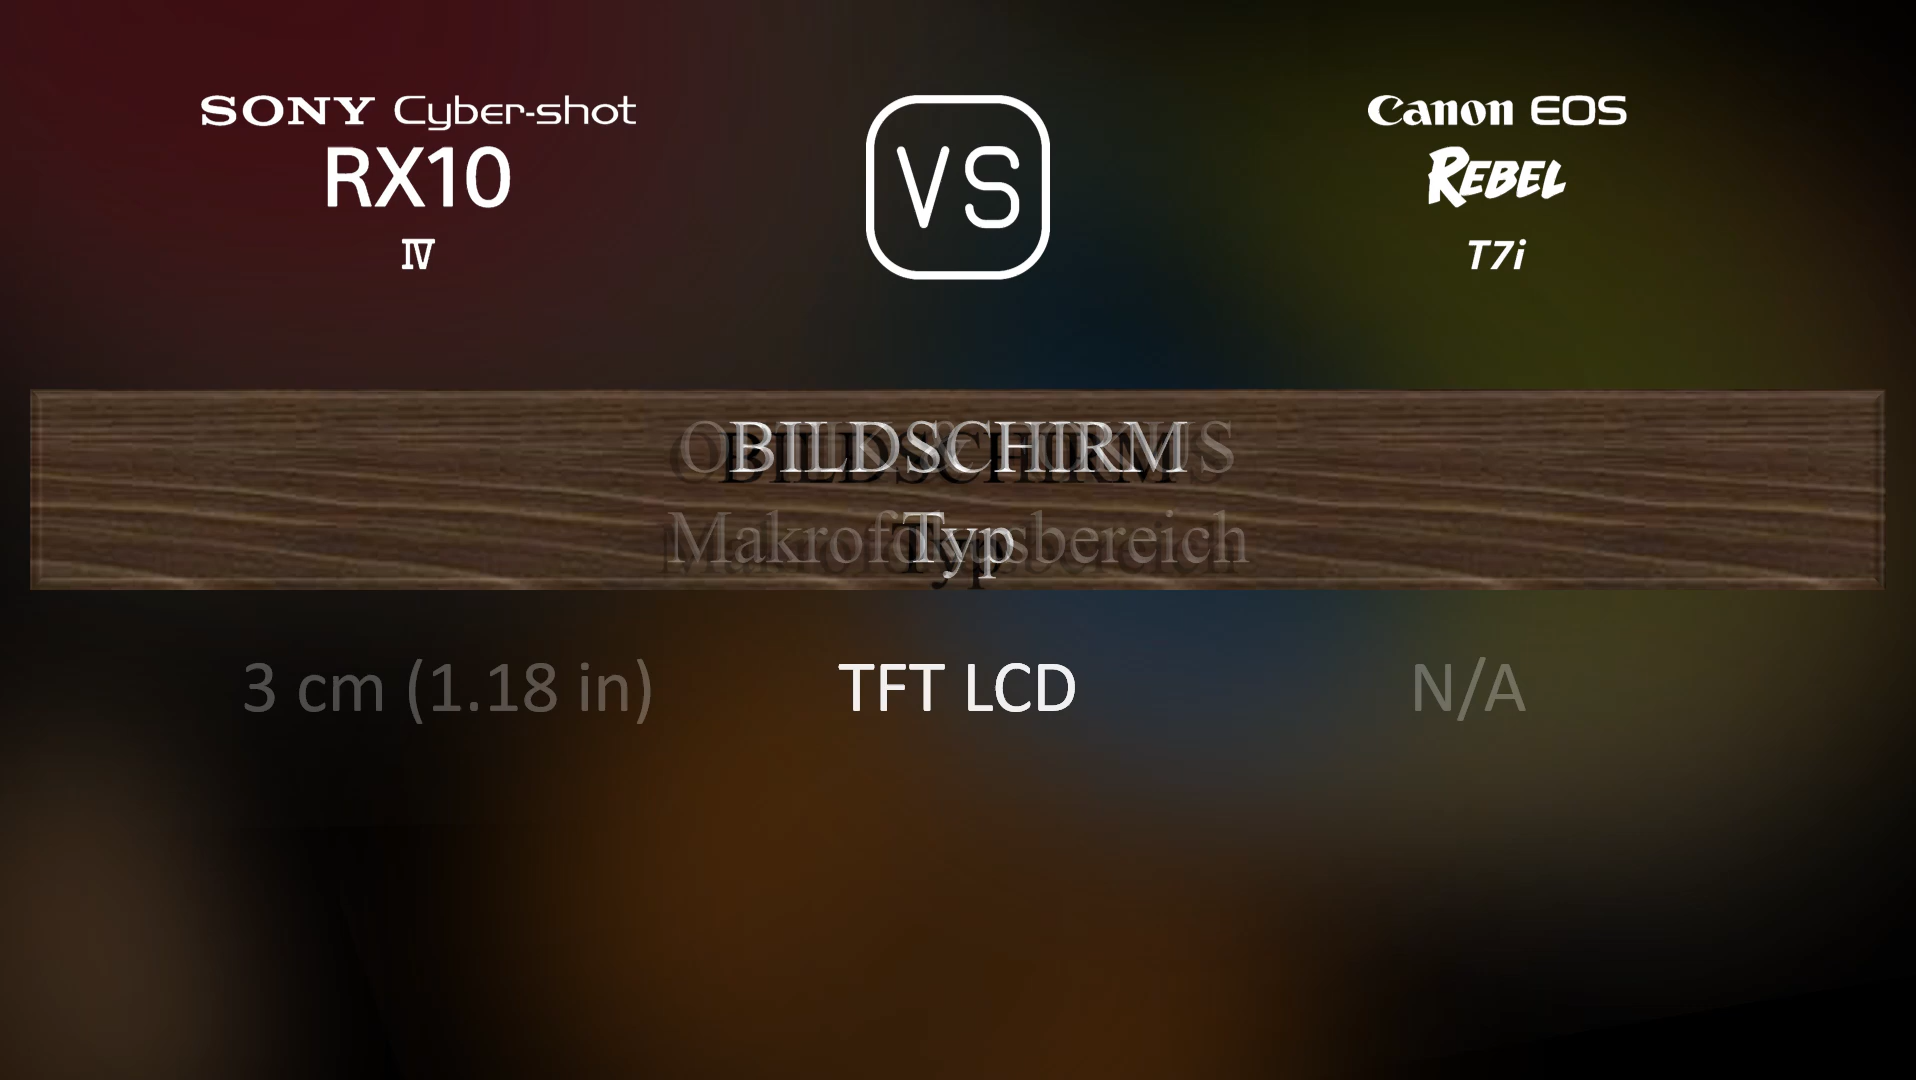 SONY Cyber-shot
RX10
IV
VS
Canon EOS
REBEL
T7i
BILDSCHIRM
Makrofokusbereich
Typ
3 cm (1.18 in)
TFT LCD
N/A